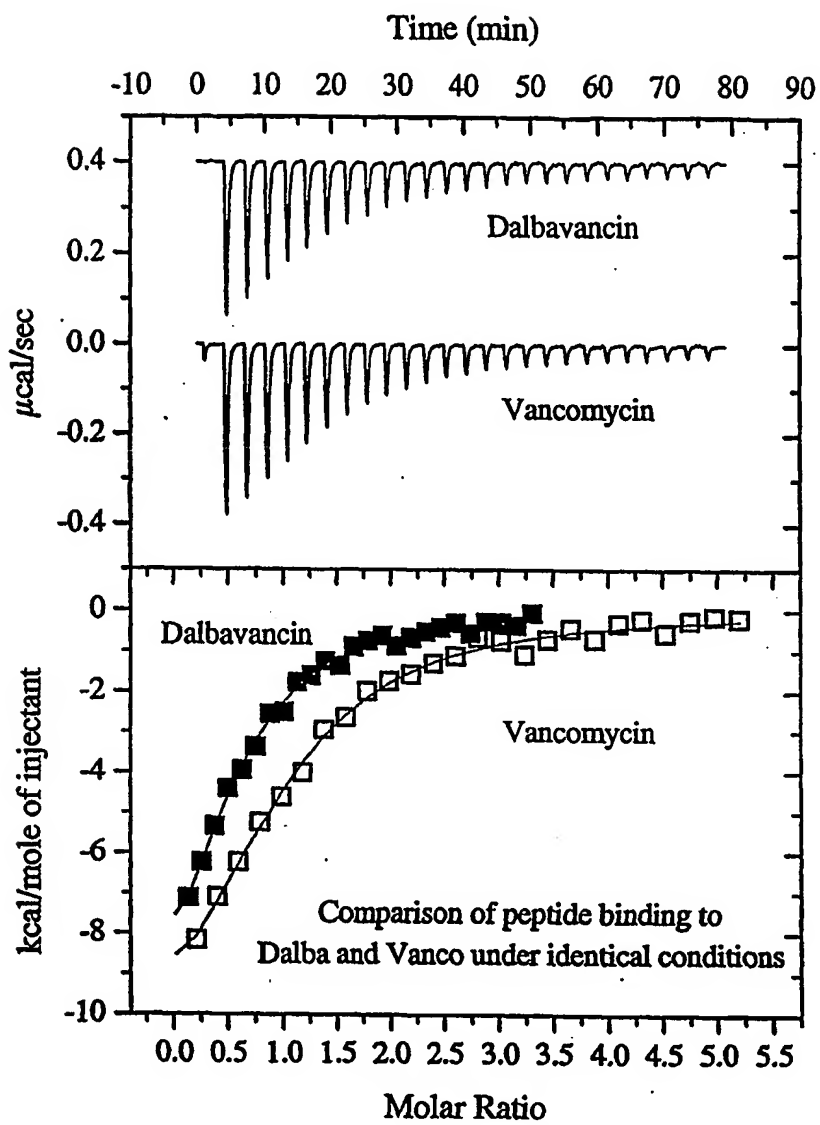 Time (min)
-10 0 10 20 30 40 50 60 70 80 90
0.4
0.2
0.0
-0.2
-0.4
μcal/sec
Dalbavancin
Vancomycin
0
-2
-4
-6
-8
-10
kcal/mole of injectant
Dalbavancin
Vancomycin
Comparison of peptide binding to
Dalba and Vanco under identical conditions
0.0 0.5 1.0 1.5 2.0 2.5 3.0 3.5 4.0 4.5 5.0 5.5
Molar Ratio